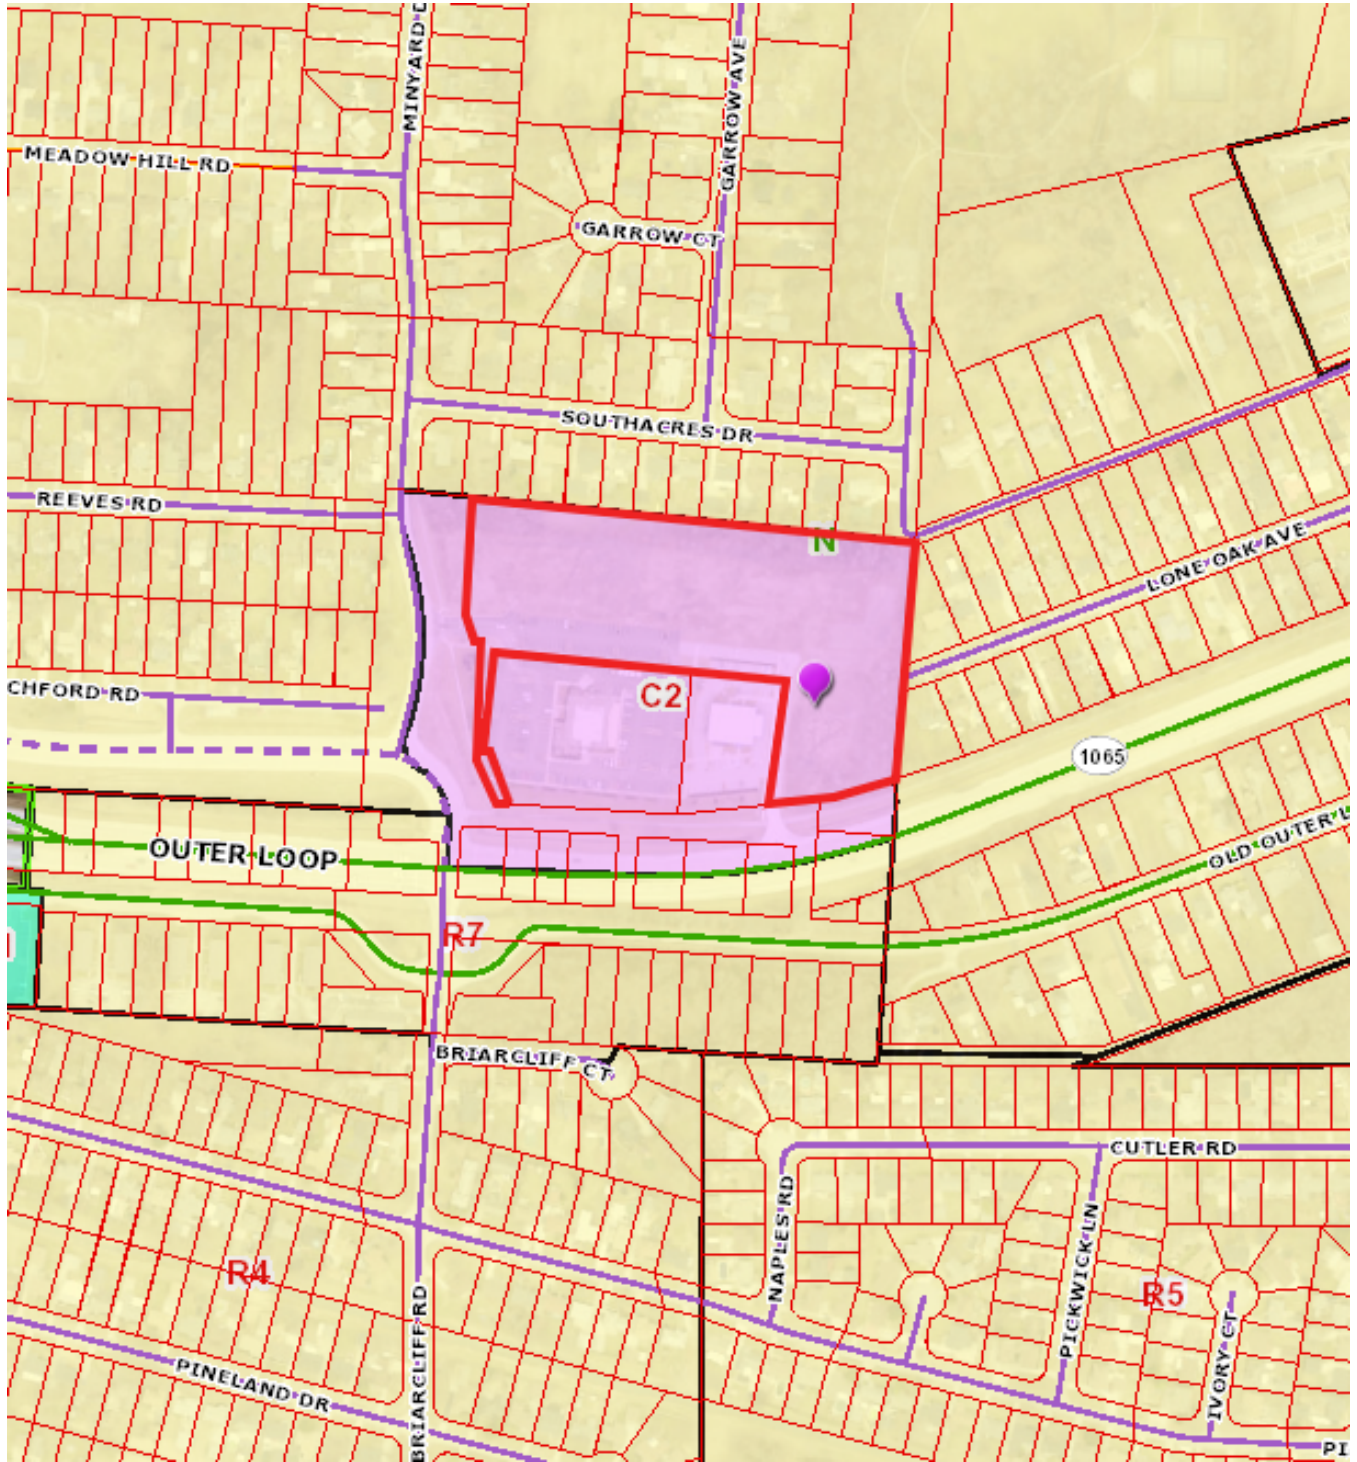 MINYARD D
GARROW AVE
MEADOW HILL RD
GARROW CT
SOUTHACRES DR
REEVES RD
N
LONE OAK AVE
CHFORD RD
C2
1065
OUTER LOOP
OLD OUTER L
R7
BRIARCLIFF CT
CUTLER RD
NAPLES RD
PICKWICK LN
R4
R5
IVORY CT
BRIARCLIFF RD
PINELAND DR
PI